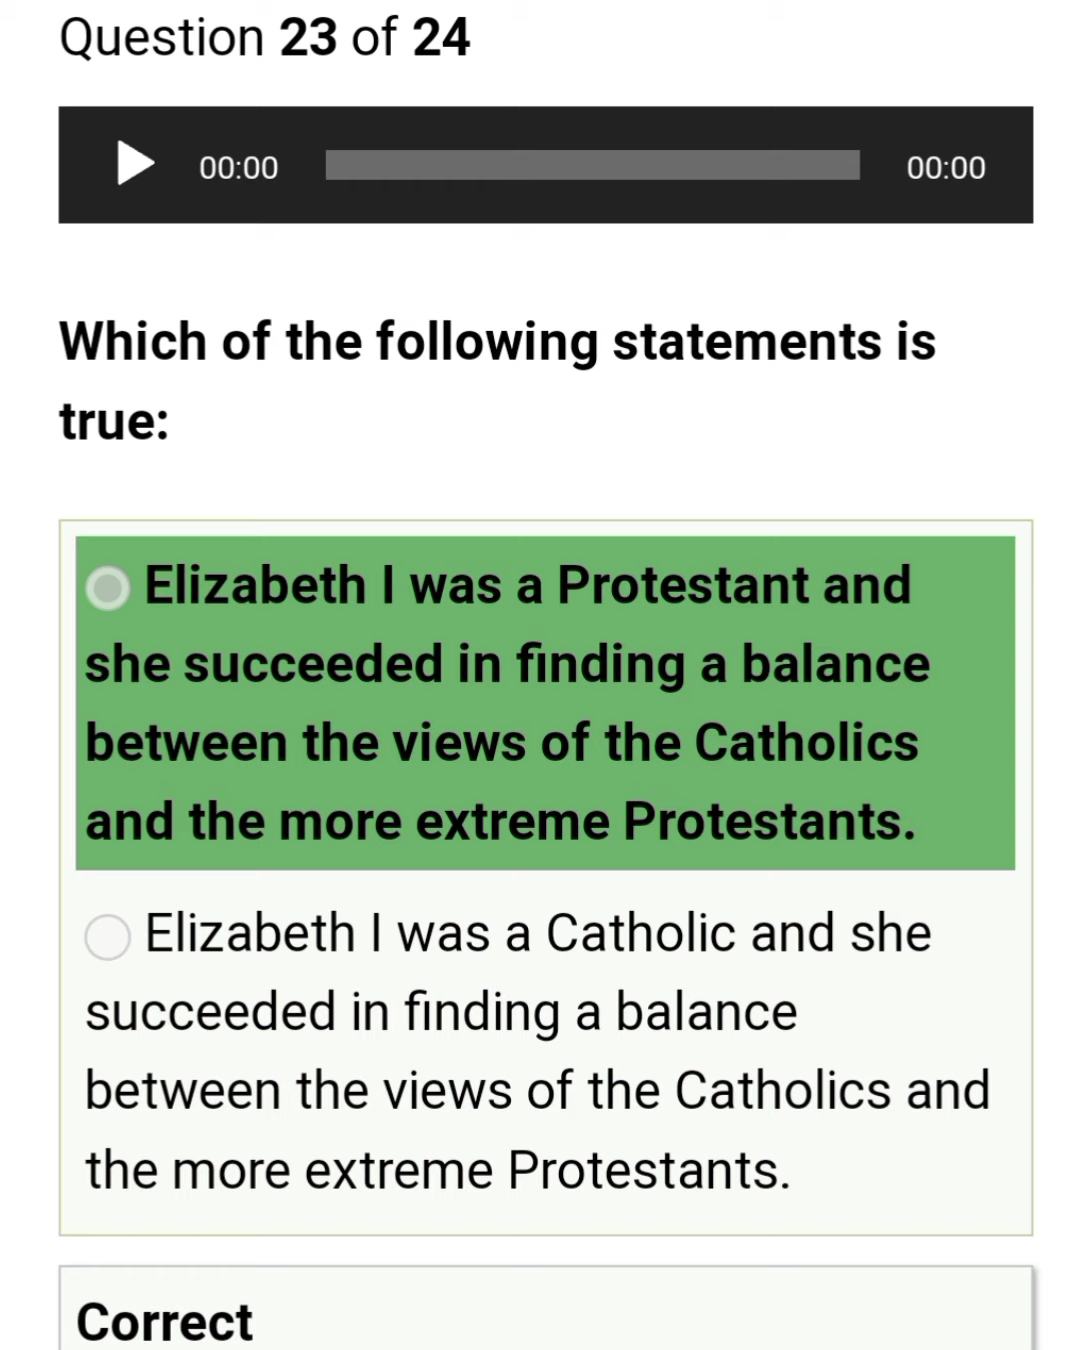 Question 23 of 24
00:00 00:00
Which of the following statements is
true:
Elizabeth I was a Protestant and
she succeeded in finding a balance
between the views of the Catholics
and the more extreme Protestants.
Elizabeth I was a Catholic and she
succeeded in finding a balance
between the views of the Catholics and
the more extreme Protestants.
Correct